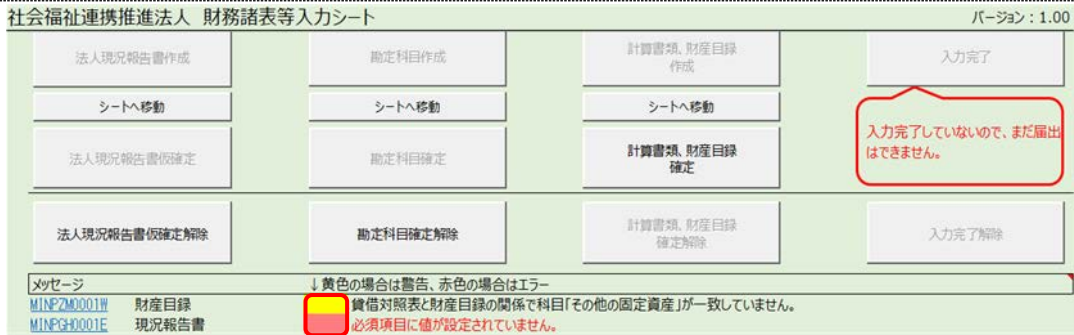 社会福祉連携推進法人 財務諸表等入力シート
バージョン：1.00
法人現況報告書作成
勘定科目作成
計算書類、財産目録
作成
入力完了
シートへ移動
シートへ移動
シートへ移動
入力完了していないので、まだ届出
はできません。
法人現況報告書仮確定
勘定科目確定
計算書類、財産目録
確定
法人現況報告書仮確定解除
勘定科目確定解除
計算書類、財産目録
確定解除
入力完了解除
メッセージ
↓黄色の場合は警告、赤色の場合はエラー
MINPZM0001W 財産目録 貸借対照表と財産目録の関係で科目「その他の固定資産」が一致していません。
MINPGH0001E 現況報告書 必須項目に値が設定されていません。